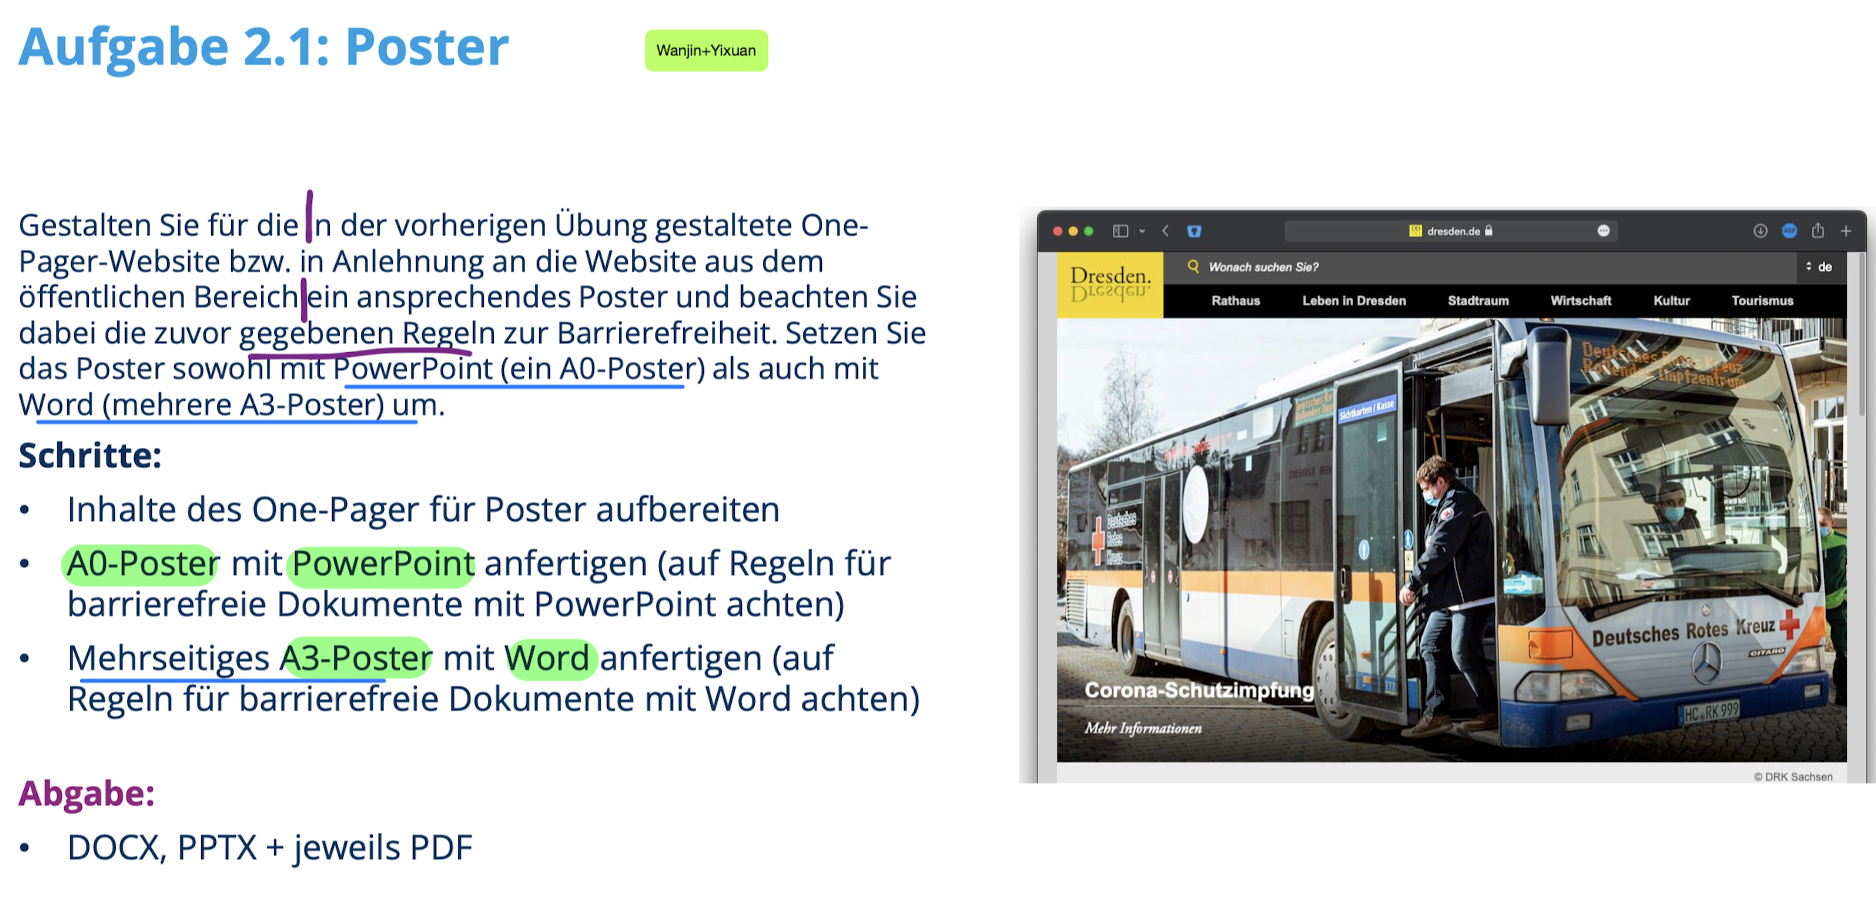 Aufgabe 2.1: Poster
Wanjin+Yixuan
Gestalten Sie für die in der vorherigen Übung gestaltete One-
Pager-Website bzw. in Anlehnung an die Website aus dem
öffentlichen Bereich ein ansprechendes Poster und beachten Sie
dabei die zuvor gegebenen Regeln zur Barrierefreiheit. Setzen Sie
das Poster sowohl mit PowerPoint (ein A0-Poster) als auch mit
Word (mehrere A3-Poster) um.
Schritte:
• Inhalte des One-Pager für Poster aufbereiten
• A0-Poster mit PowerPoint anfertigen (auf Regeln für
barrierefreie Dokumente mit PowerPoint achten)
• Mehrseitiges A3-Poster mit Word anfertigen (auf
Regeln für barrierefreie Dokumente mit Word achten)
Abgabe:
• DOCX, PPTX + jeweils PDF
dresden.de
Dresden.
Wonach suchen Sie?
de
Rathaus Leben in Dresden Stadtraum Wirtschaft Kultur Tourismus
Deutsches Rotes Kreuz
Rollendes Impfzentrum
Sichtkarten / Kasse
Deutsches
Rotes
Kreuz
Deutsches Rotes Kreuz
CITARO
HC RK 999
Corona-Schutzimpfung
Mehr Informationen
© DRK Sachsen